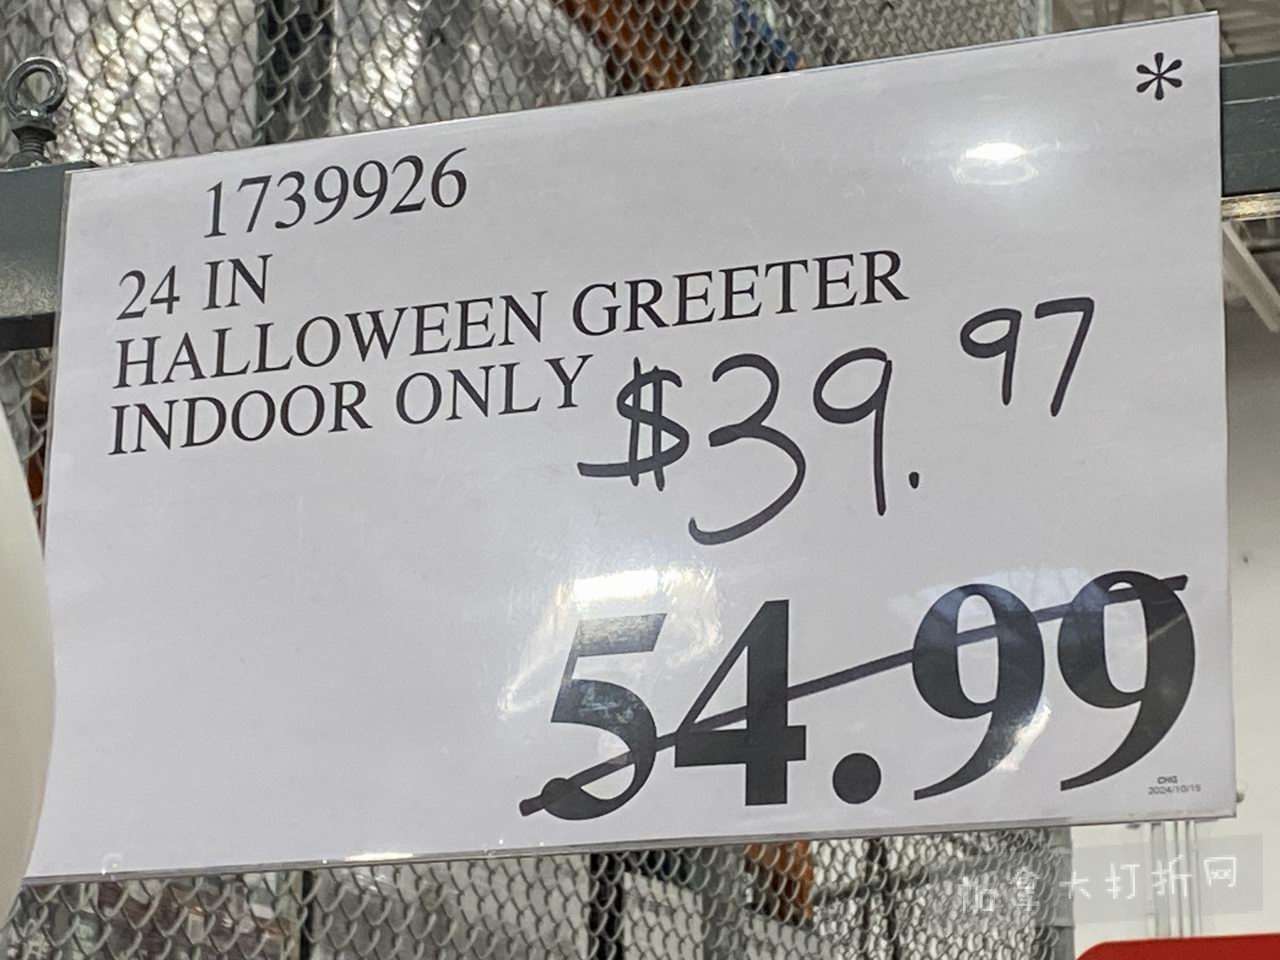 *
1739926
24 IN
HALLOWEEN GREETER
INDOOR ONLY
$39.97
54.99
CHG
2024/10/15
加拿大打折网